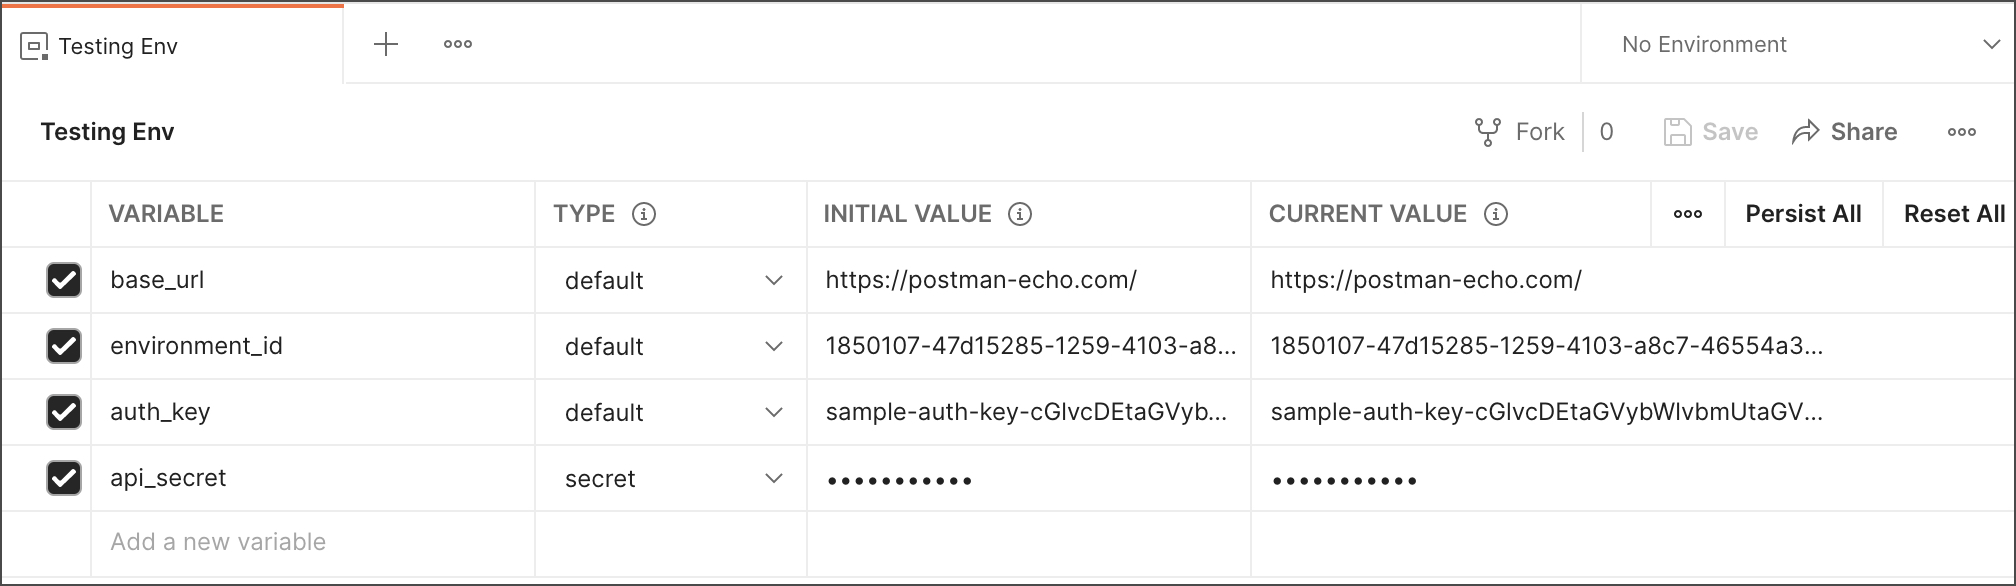 Testing Env No Environment
Testing Env Fork 0 Save Share
VARIABLE TYPE INITIAL VALUE CURRENT VALUE Persist All Reset All
base_url default https://postman-echo.com/ https://postman-echo.com/
environment_id default 1850107-47d15285-1259-4103-a8... 1850107-47d15285-1259-4103-a8c7-46554a3...
auth_key default sample-auth-key-cGlvcDEtaGVyb... sample-auth-key-cGlvcDEtaGVybWlvbmUtaGV...
api_secret secret ••••••••••• •••••••••••
Add a new variable